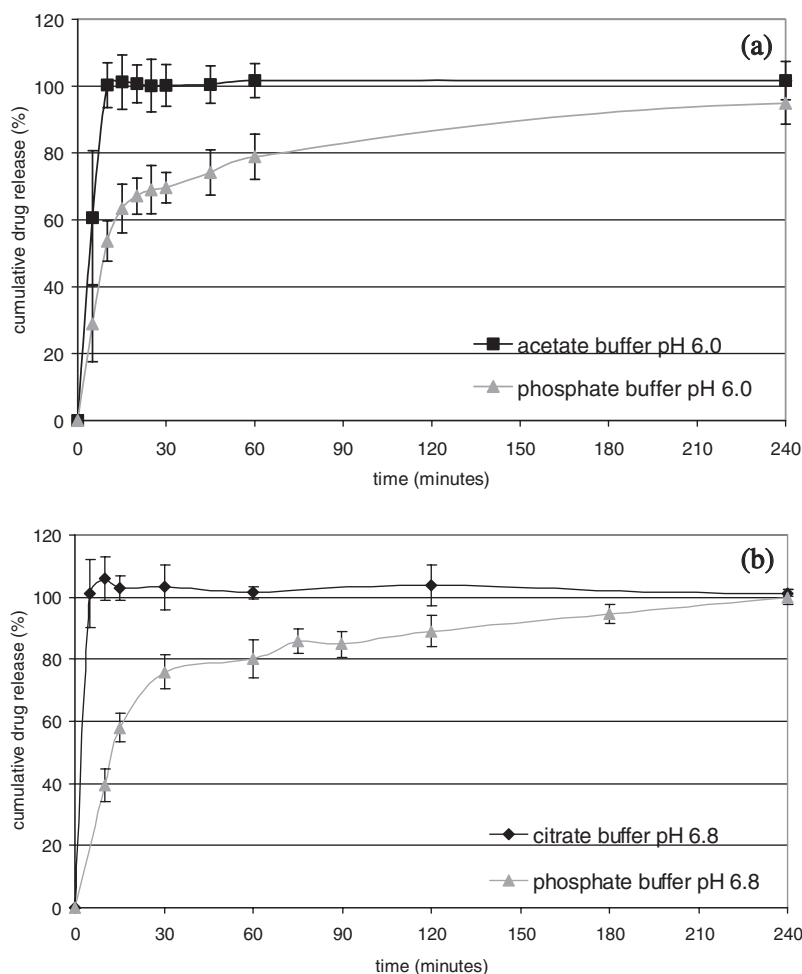 (a)
120
100
80
60
40
20
0
cumulative drug release (%)
acetate buffer pH 6.0
phosphate buffer pH 6.0
0 30 60 90 120 150 180 210 240
time (minutes)
(b)
120
100
80
60
40
20
0
cumulative drug release (%)
citrate buffer pH 6.8
phosphate buffer pH 6.8
0 30 60 90 120 150 180 210 240
time (minutes)